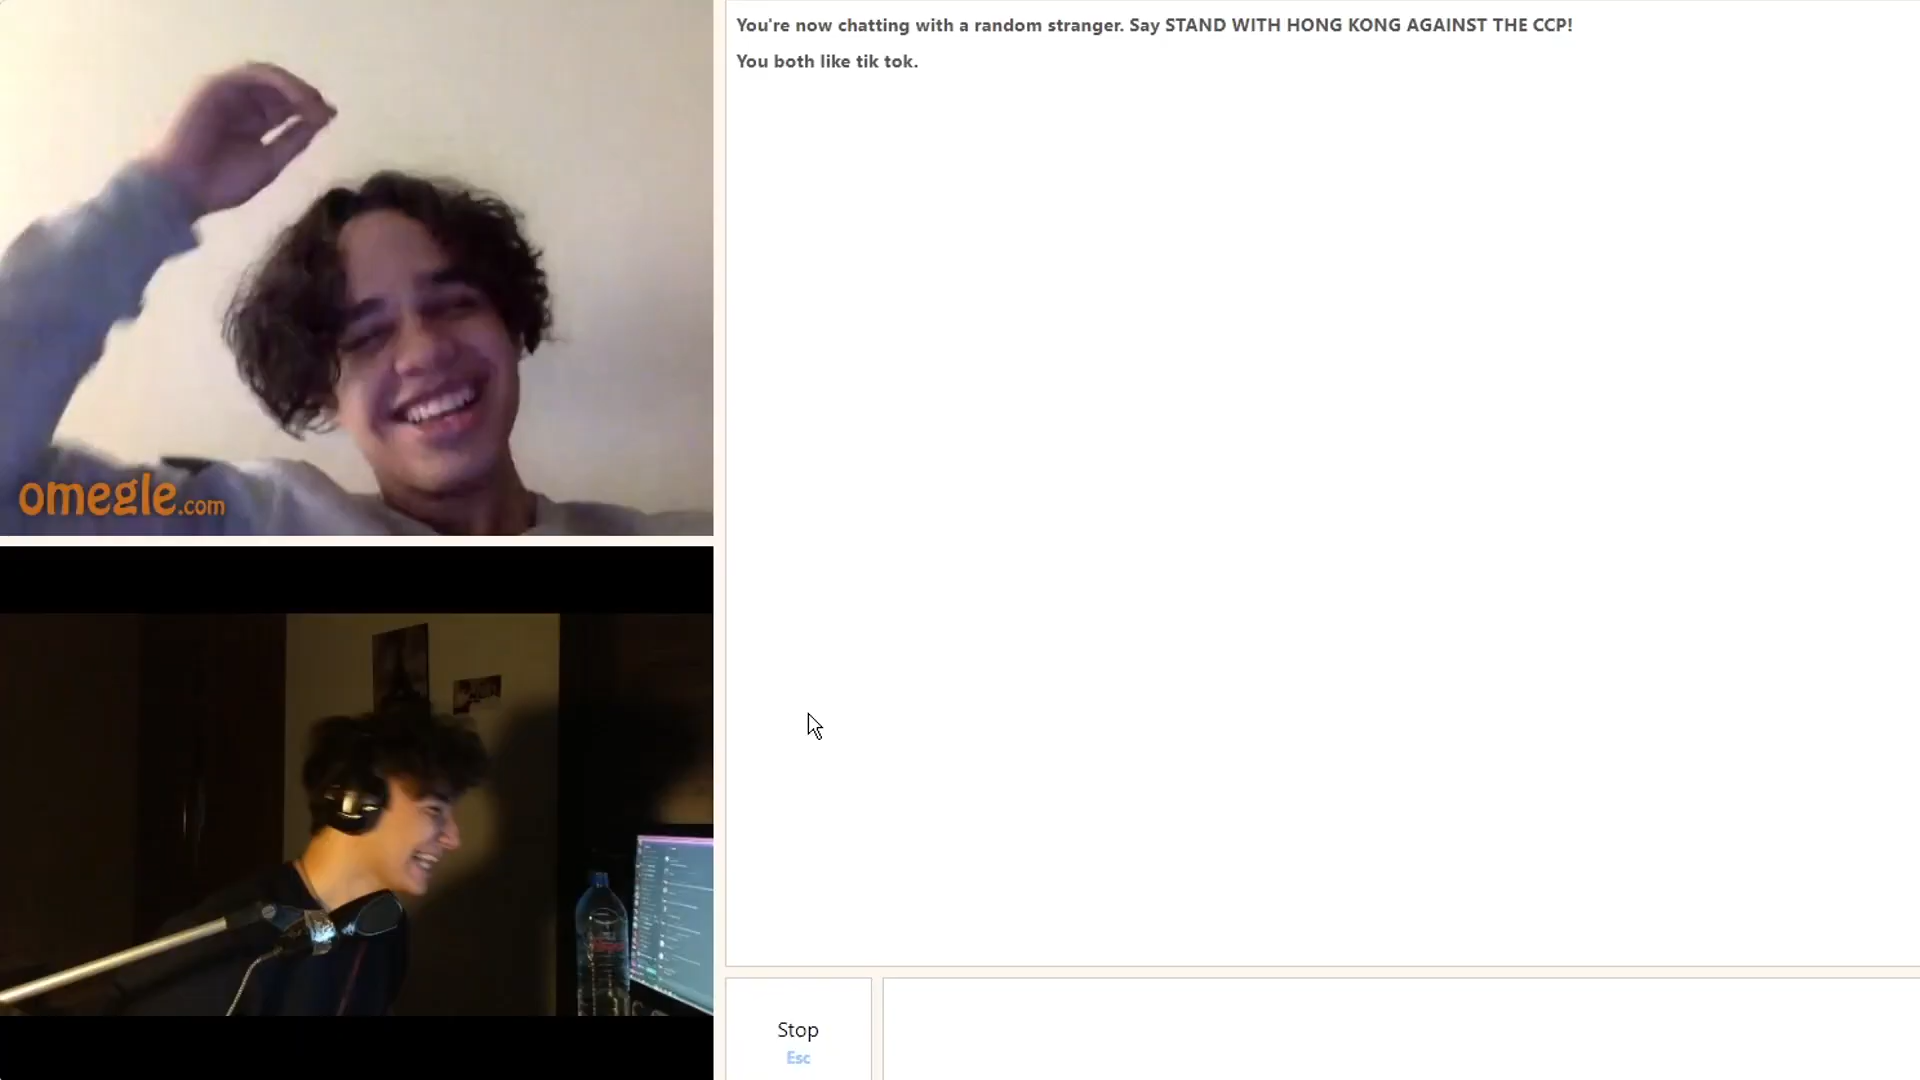 You're now chatting with a random stranger. Say STAND WITH HONG KONG AGAINST THE CCP!
You both like tik tok.
omegle.com
Stop
Esc